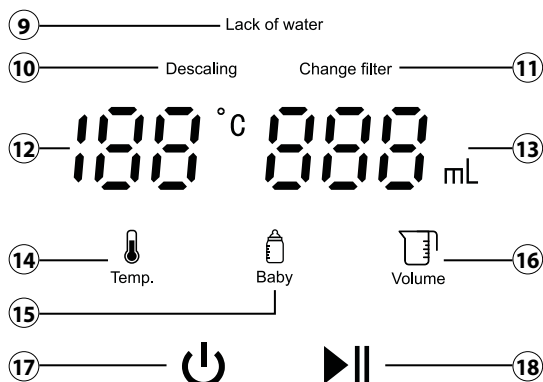 9 Lack of water
10 Descaling Change filter 11
12 188 °C 888 mL 13
14 Temp. Baby Volume 16
15
17 18